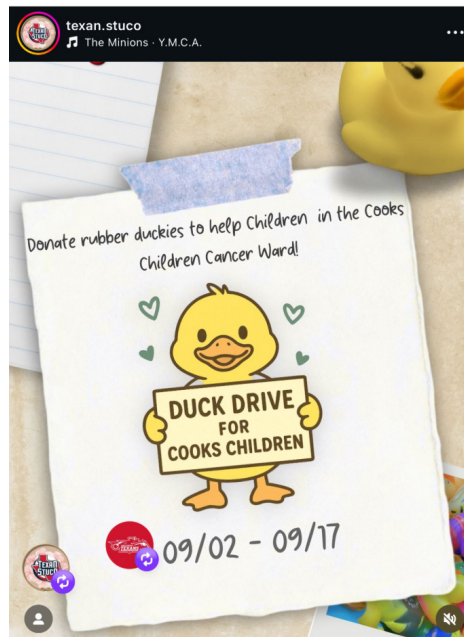 texan.stuco
The Minions · Y.M.C.A.
Donate rubber duckies to help Children in the Cooks
Children Cancer Ward!
DUCK DRIVE
FOR
COOKS CHILDREN
TEXANS
09/02 - 09/17
TEXAN
STUCO